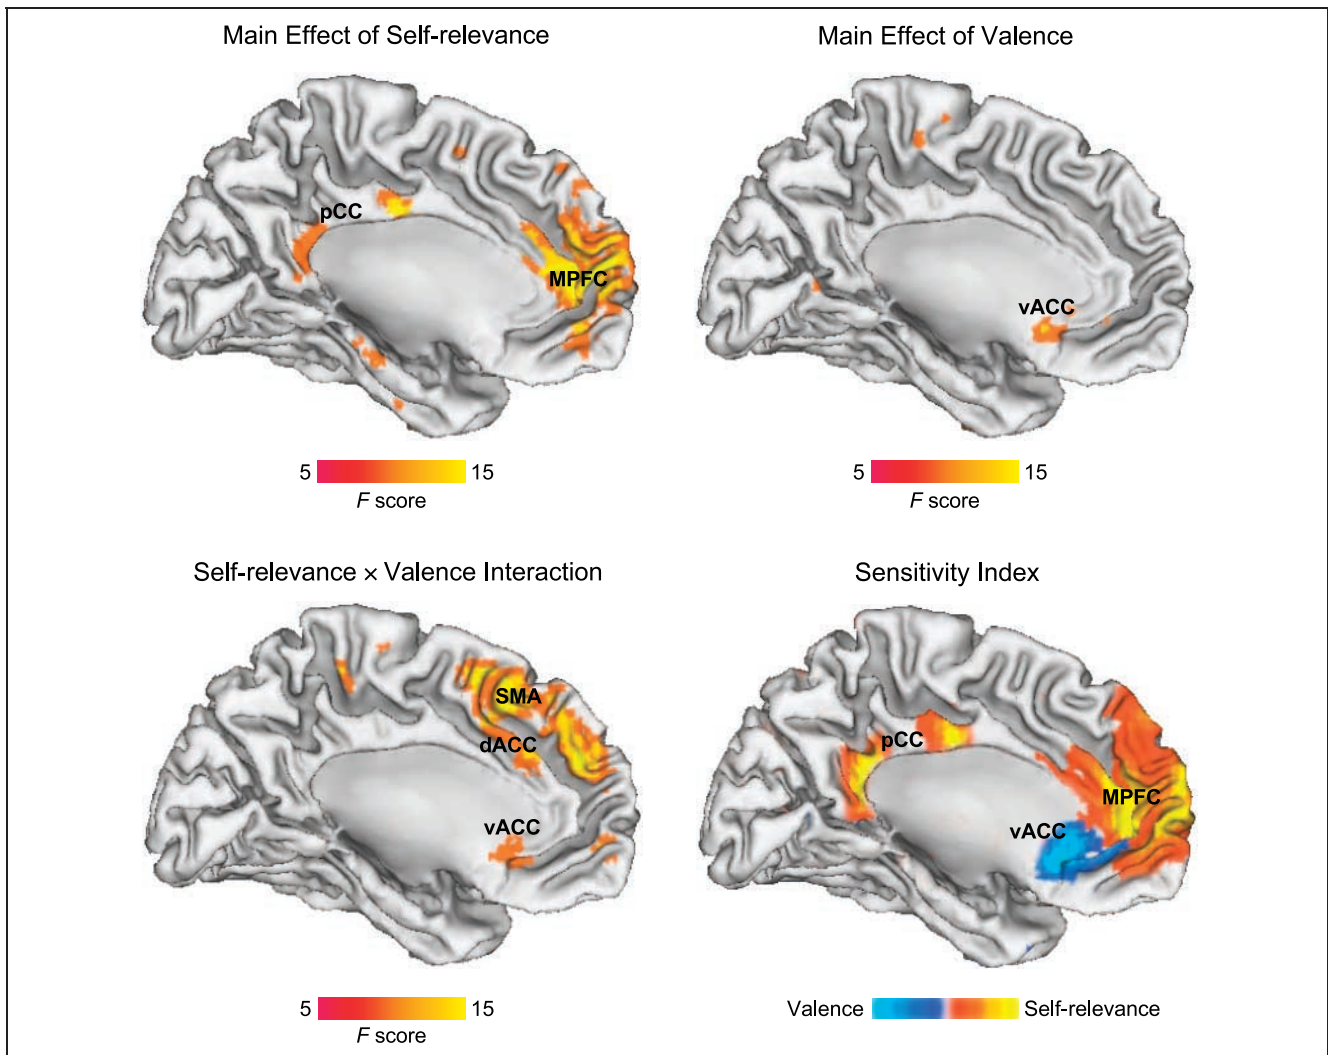 Main Effect of Self-relevance
Main Effect of Valence
pCC
MPFC
vACC
5 15
F score
5 15
F score
Self-relevance × Valence Interaction
Sensitivity Index
SMA
dACC
vACC
pCC
MPFC
vACC
5 15
F score
Valence Self-relevance